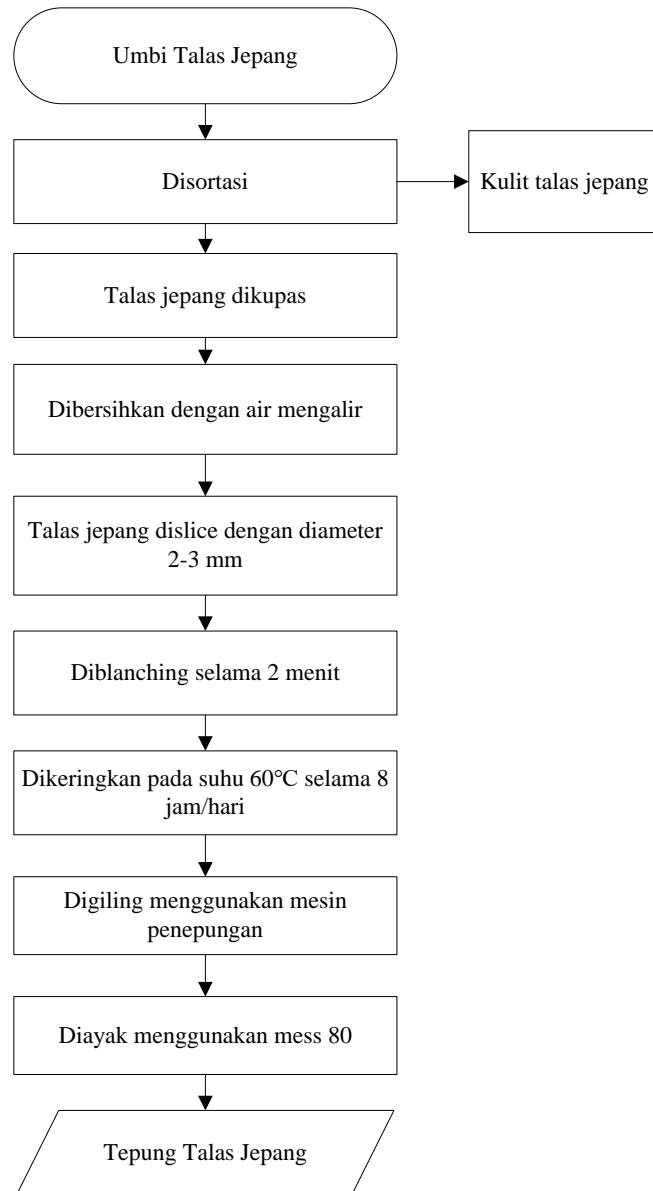 Umbi Talas Jepang
Disortasi
Kulit talas jepang
Talas jepang dikupas
Dibersihkan dengan air mengalir
Talas jepang dislice dengan diameter
2-3 mm
Diblanching selama 2 menit
Dikeringkan pada suhu 60°C selama 8
jam/hari
Digiling menggunakan mesin
penepungan
Diayak menggunakan mess 80
Tepung Talas Jepang